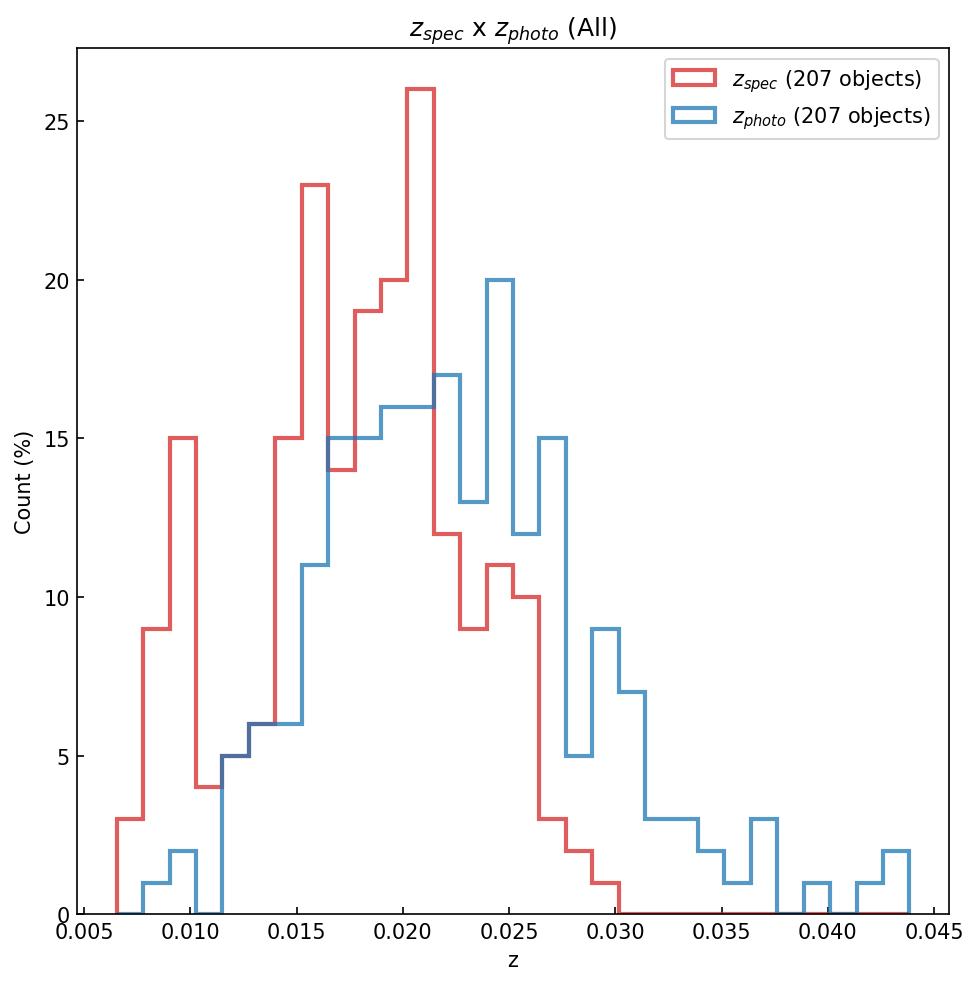 z_spec x z_photo (All)
z_spec (207 objects)
z_photo (207 objects)
Count (%)
25
20
15
10
5
0
0.005 0.010 0.015 0.020 0.025 0.030 0.035 0.040 0.045
z